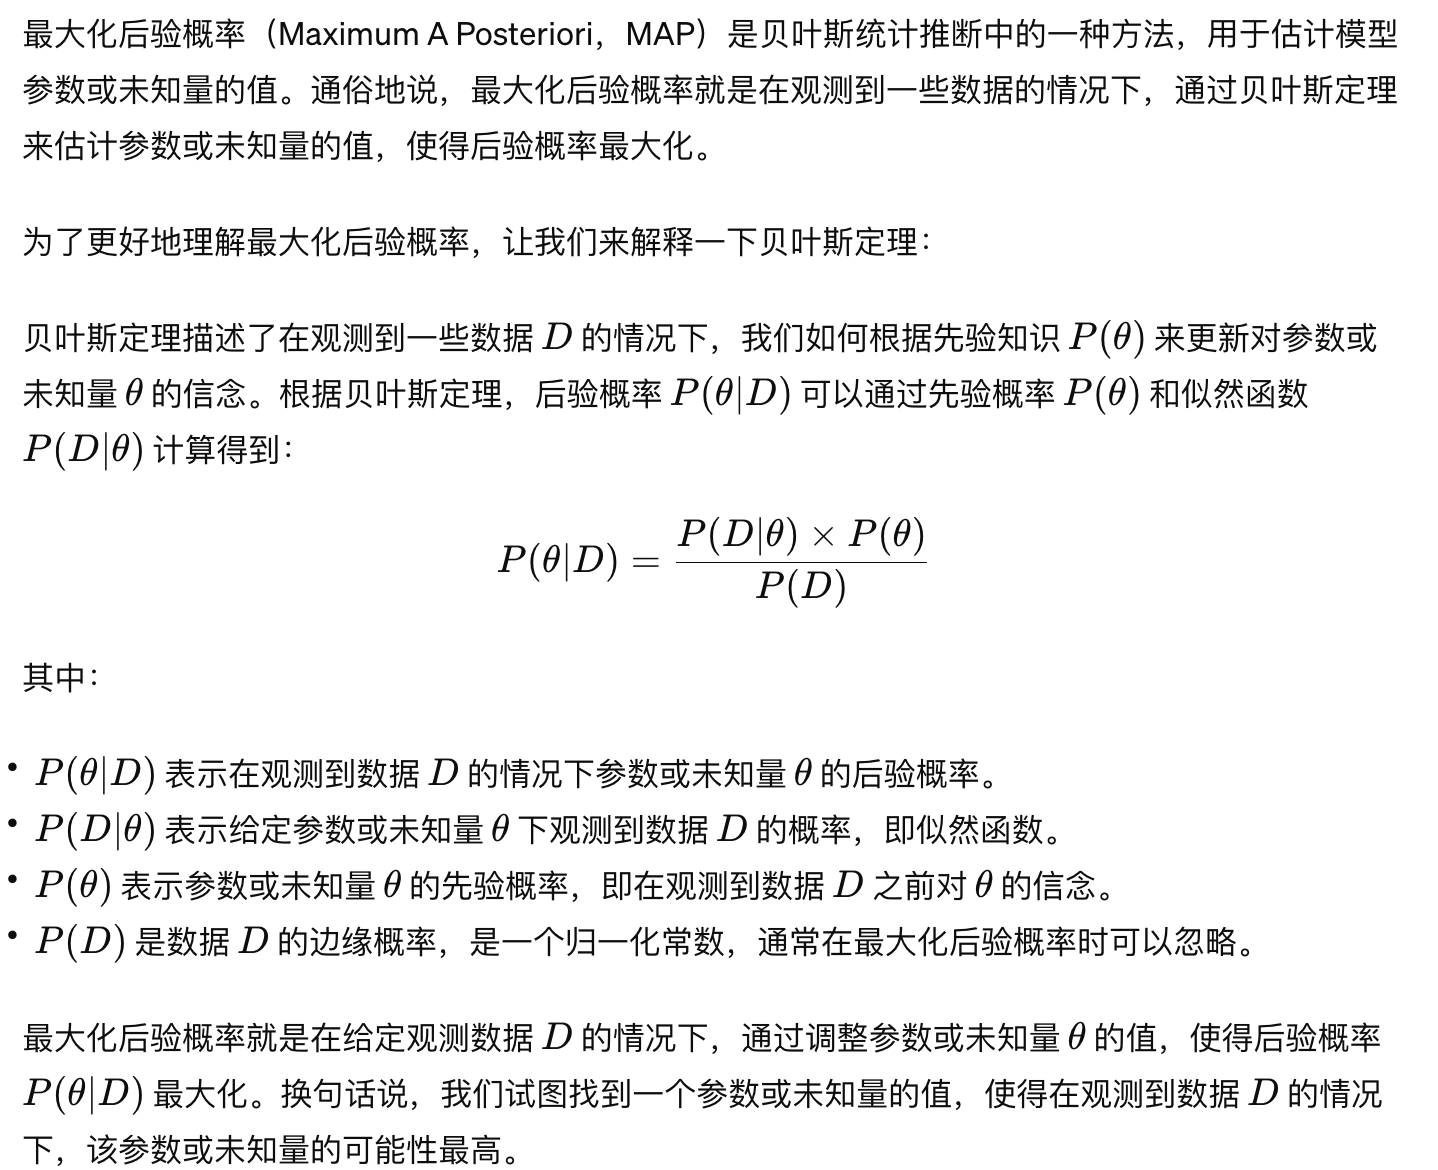 最大化后验概率（Maximum A Posteriori，MAP）是贝叶斯统计推断中的一种方法，用于估计模型
参数或未知量的值。通俗地说，最大化后验概率就是在观测到一些数据的情况下，通过贝叶斯定理
来估计参数或未知量的值，使得后验概率最大化。
为了更好地理解最大化后验概率，让我们来解释一下贝叶斯定理：
贝叶斯定理描述了在观测到一些数据 D 的情况下，我们如何根据先验知识 P(θ) 来更新对参数或
未知量 θ 的信念。根据贝叶斯定理，后验概率 P(θ|D) 可以通过先验概率 P(θ) 和似然函数
P(D|θ) 计算得到：
P(θ|D) = \frac{P(D|θ) × P(θ)}{P(D)}
其中：
• P(θ|D) 表示在观测到数据 D 的情况下参数或未知量 θ 的后验概率。
• P(D|θ) 表示给定参数或未知量 θ 下观测到数据 D 的概率，即似然函数。
• P(θ) 表示参数或未知量 θ 的先验概率，即在观测到数据 D 之前对 θ 的信念。
• P(D) 是数据 D 的边缘概率，是一个归一化常数，通常在最大化后验概率时可以忽略。
最大化后验概率就是在给定观测数据 D 的情况下，通过调整参数或未知量 θ 的值，使得后验概率
P(θ|D) 最大化。换句话说，我们试图找到一个参数或未知量的值，使得在观测到数据 D 的情况
下，该参数或未知量的可能性最高。